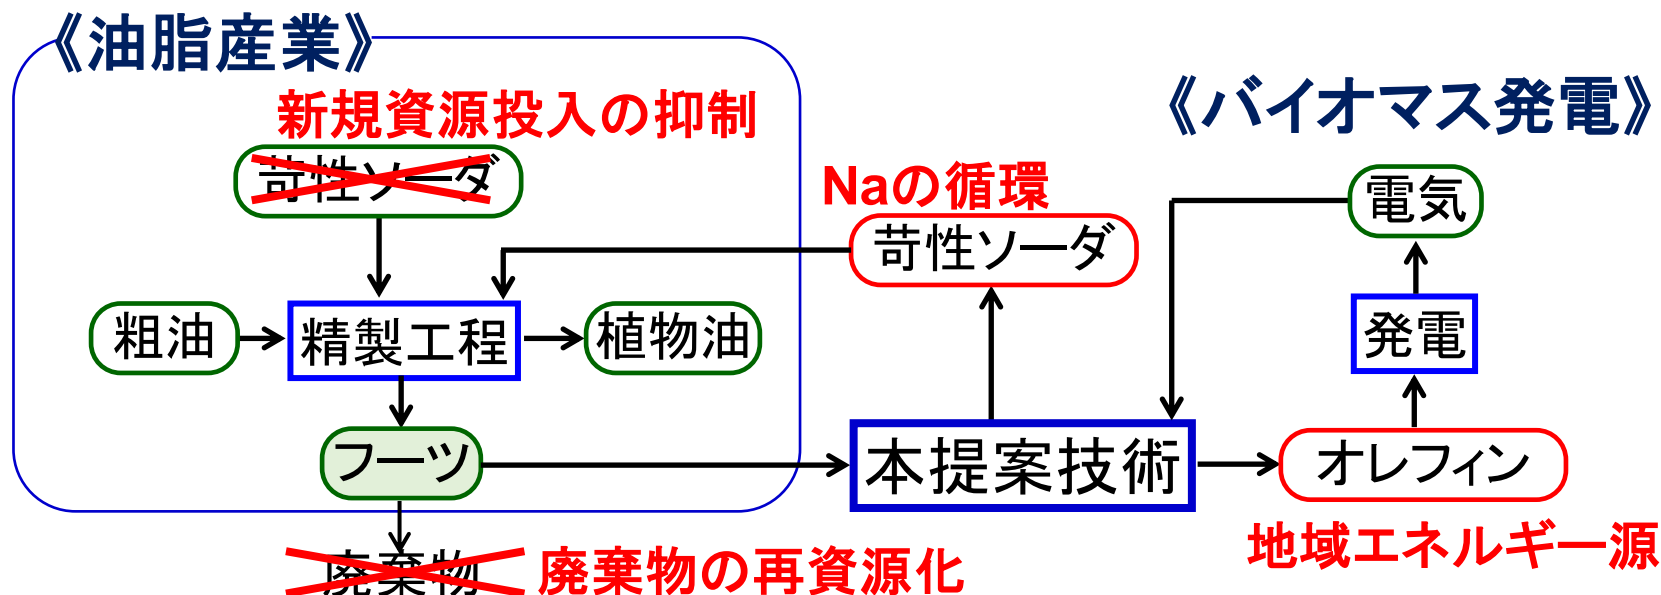 《油脂産業》
新規資源投入の抑制
《バイオマス発電》
苛性ソーダ
Naの循環
電気
苛性ソーダ
粗油
精製工程
植物油
発電
フーツ
本提案技術
オレフィン
地域エネルギー源
廃棄物
廃棄物の再資源化